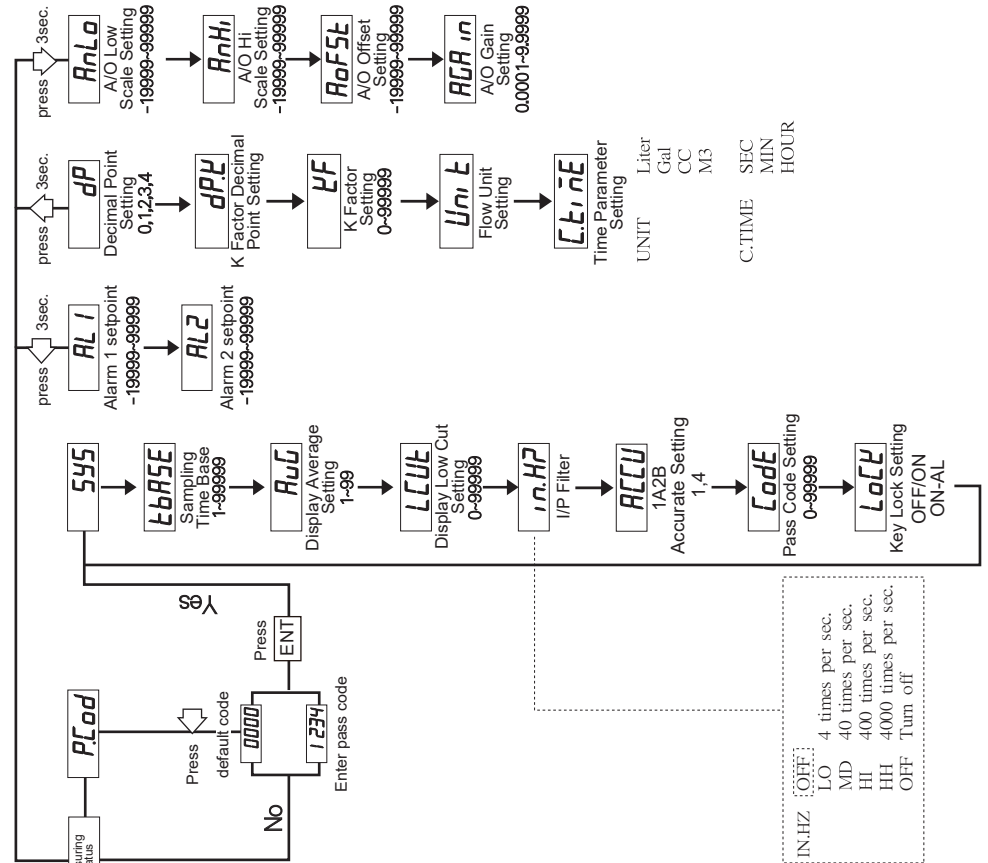 suring
atus
P.Cod
Press
default code
0000
1234
Enter pass code
No
Press
ENT
Yes
SYS
tbASE
Sampling
Time Base
1~99999
AvG
Display Average
Setting
1~99
LCUt
Display Low Cut
Setting
0~99999
in.HZ
I/P Filter
ACCU
1A2B
Accurate Setting
1,4
CodE
Pass Code Setting
0~99999
LoCK
Key Lock Setting
OFF/ON
ON-AL
IN.HZ OFF
LO 4 times per sec.
MD 40 times per sec.
HI 400 times per sec.
HH 4000 times per sec.
OFF Turn off
press 3sec.
AL1
Alarm 1 setpoint
-19999~99999
AL2
Alarm 2 setpoint
-19999~99999
press 3sec.
dP
Decimal Point
Setting
0,1,2,3,4
dP.K
K Factor Decimal
Point Setting
KF
K Factor
Setting
0~99999
Unit
Flow Unit
Setting
C.tiME
Time Parameter
Setting
UNIT Liter
Gal
CC
M3
C.TIME SEC
MIN
HOUR
press 3sec.
AnLo
A/O Low
Scale Setting
-19999~99999
AnHi
A/O Hi
Scale Setting
-19999~99999
AoFSt
A/O Offset
Setting
-19999~99999
AGAin
A/O Gain
Setting
0.0001~9.9999